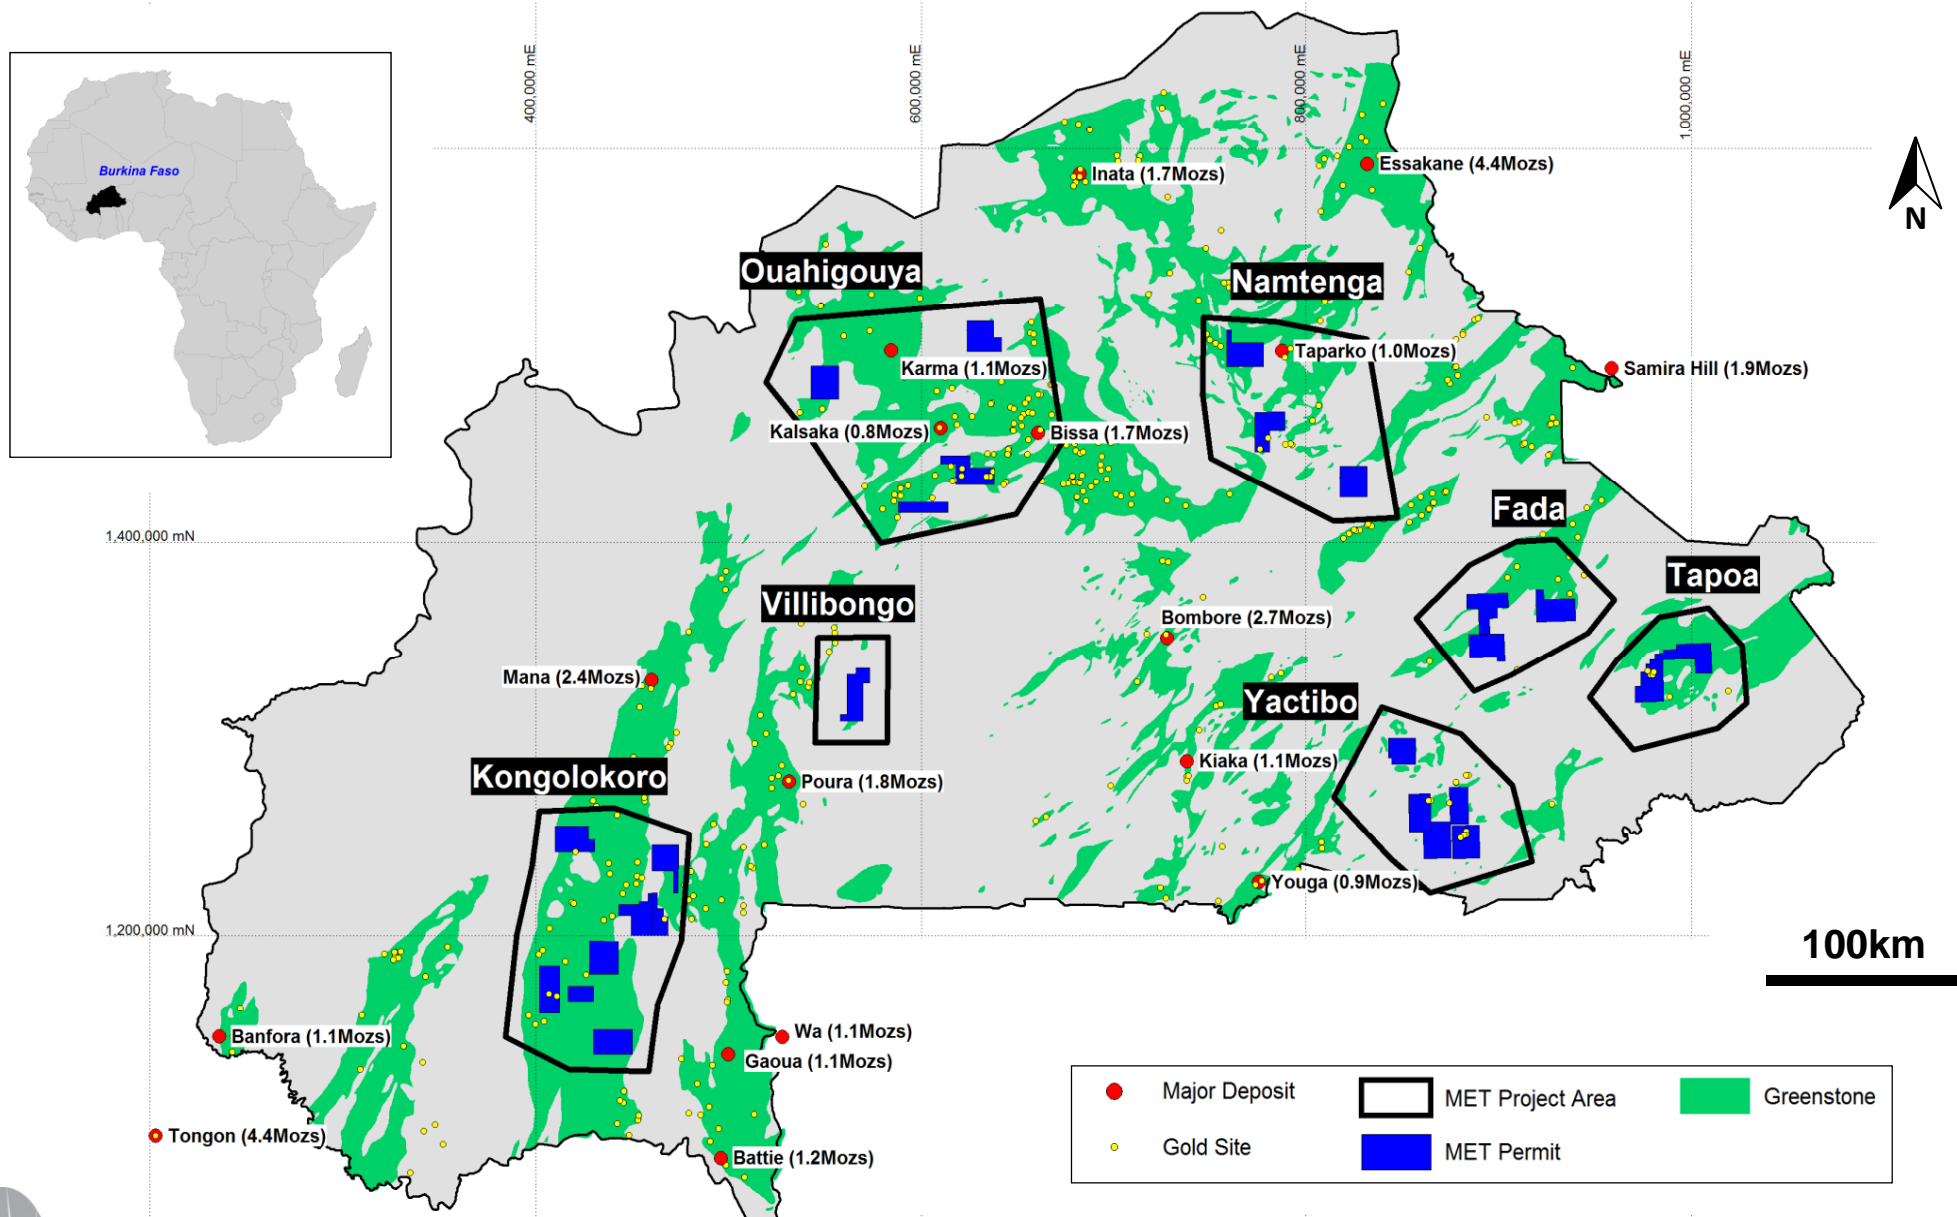 400,000 mE
600,000 mE
800,000 mE
1,000,000 mE
Burkina Faso
Essakane (4.4Mozs)
Inata (1.7Mozs)
N
Ouahigouya
Namtenga
Taparko (1.0Mozs)
Karma (1.1Mozs)
Samira Hill (1.9Mozs)
Kalsaka (0.8Mozs)
Bissa (1.7Mozs)
Fada
1,400,000 mN
Tapoa
Villibongo
Bombore (2.7Mozs)
Mana (2.4Mozs)
Yactibo
Kiaka (1.1Mozs)
Kongolokoro
Poura (1.8Mozs)
Youga (0.9Mozs)
1,200,000 mN
100km
Banfora (1.1Mozs)
Wa (1.1Mozs)
Gaoua (1.1Mozs)
Tongon (4.4Mozs)
Battie (1.2Mozs)
Major Deposit
MET Project Area
Greenstone
Gold Site
MET Permit